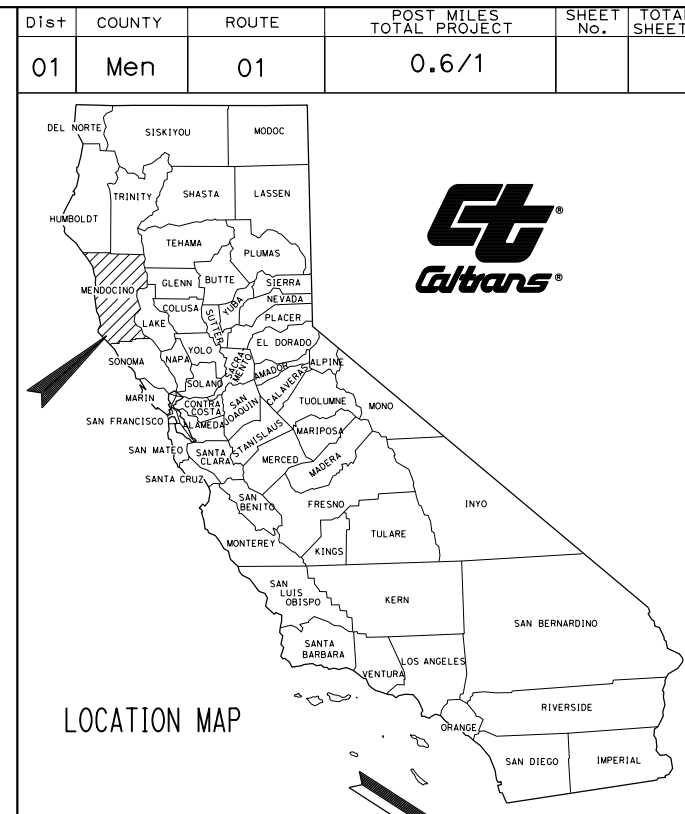 Dist COUNTY ROUTE POST MILES TOTAL PROJECT SHEET No. TOTAL SHEET
01 Men 01 0.6/1
DEL NORTE
SISKIYOU
MODOC
TRINITY
SHASTA
LASSEN
HUMBOLDT
Ct ®
Caltrans ®
TEHAMA
PLUMAS
MENDOCINO
GLENN
BUTTE
SIERRA
YUBA
NEVADA
COLUSA
PLACER
LAKE
SUTTER
EL DORADO
YOLO
SONOMA
NAPA
SACRA
MENTO
AMADOR
ALPINE
SOLANO
CALAVERAS
MARIN
CONTRA
COSTA
SAN
JOAQUIN
TUOLUMNE
MONO
SAN FRANCISCO
ALAMEDA
STANISLAUS
MARIPOSA
SAN MATEO
SANTA
CLARA
MERCED
MADERA
SANTA CRUZ
SAN
BENITO
FRESNO
INYO
MONTEREY
KINGS
TULARE
SAN
LUIS
OBISPO
KERN
SAN BERNARDINO
SANTA
BARBARA
VENTURA
LOS ANGELES
LOCATION MAP
ORANGE
RIVERSIDE
SAN DIEGO
IMPERIAL